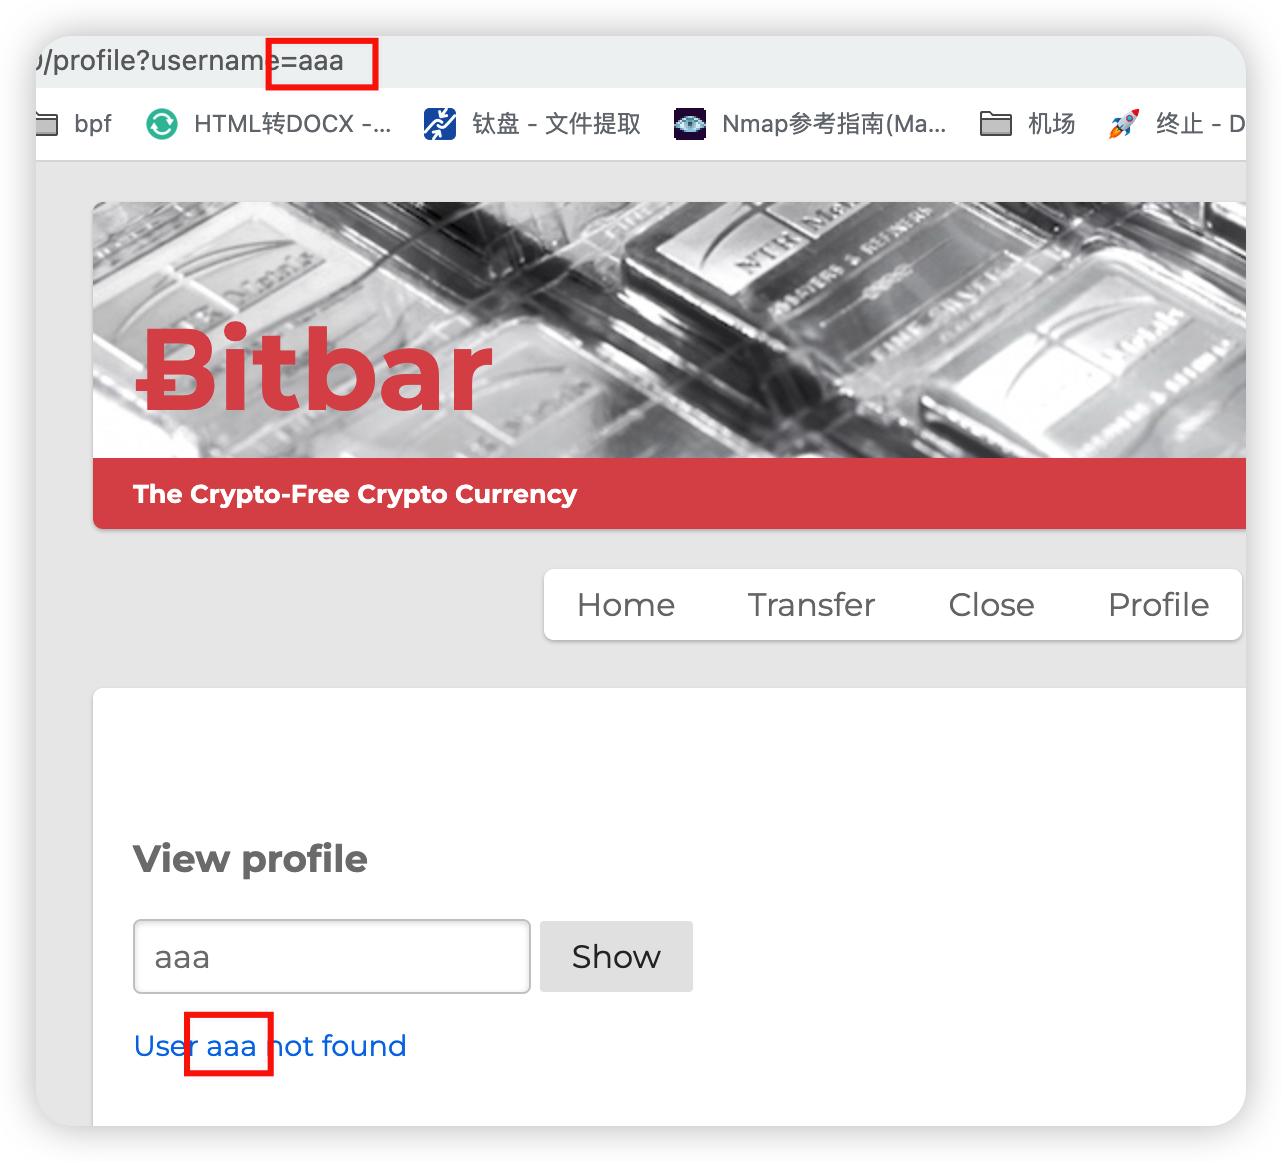 /profile?username=aaa
bpf
HTML转DOCX -...
钛盘 - 文件提取
Nmap参考指南(Ma...
机场
终止 - D
NTR Metals
Bitbar
The Crypto-Free Crypto Currency
Home
Transfer
Close
Profile
View profile
aaa
Show
User aaa not found